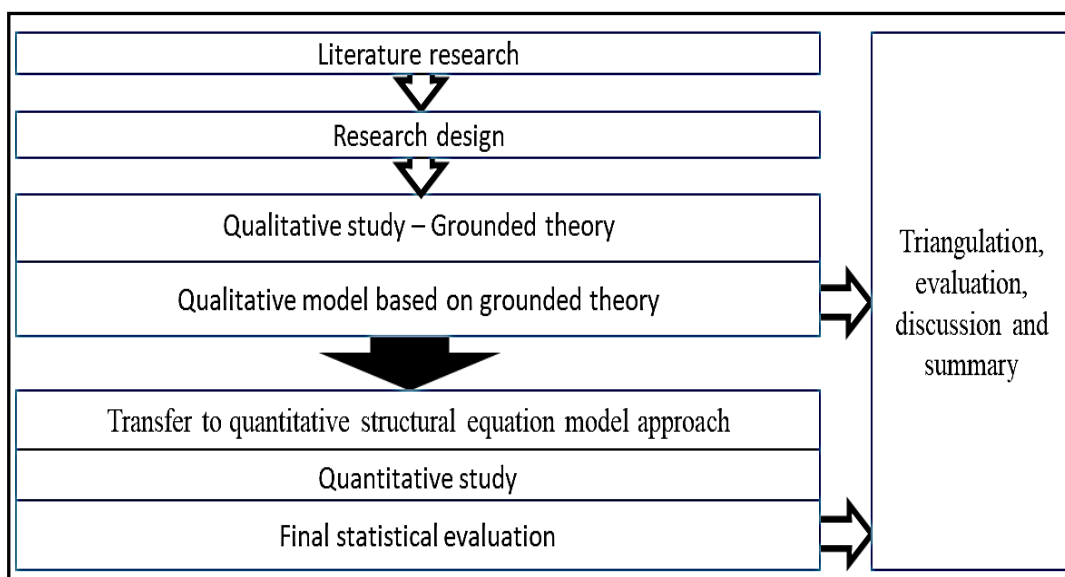 Literature research
Research design
Qualitative study – Grounded theory
Qualitative model based on grounded theory
Transfer to quantitative structural equation model approach
Quantitative study
Final statistical evaluation
Triangulation,
evaluation,
discussion and
summary